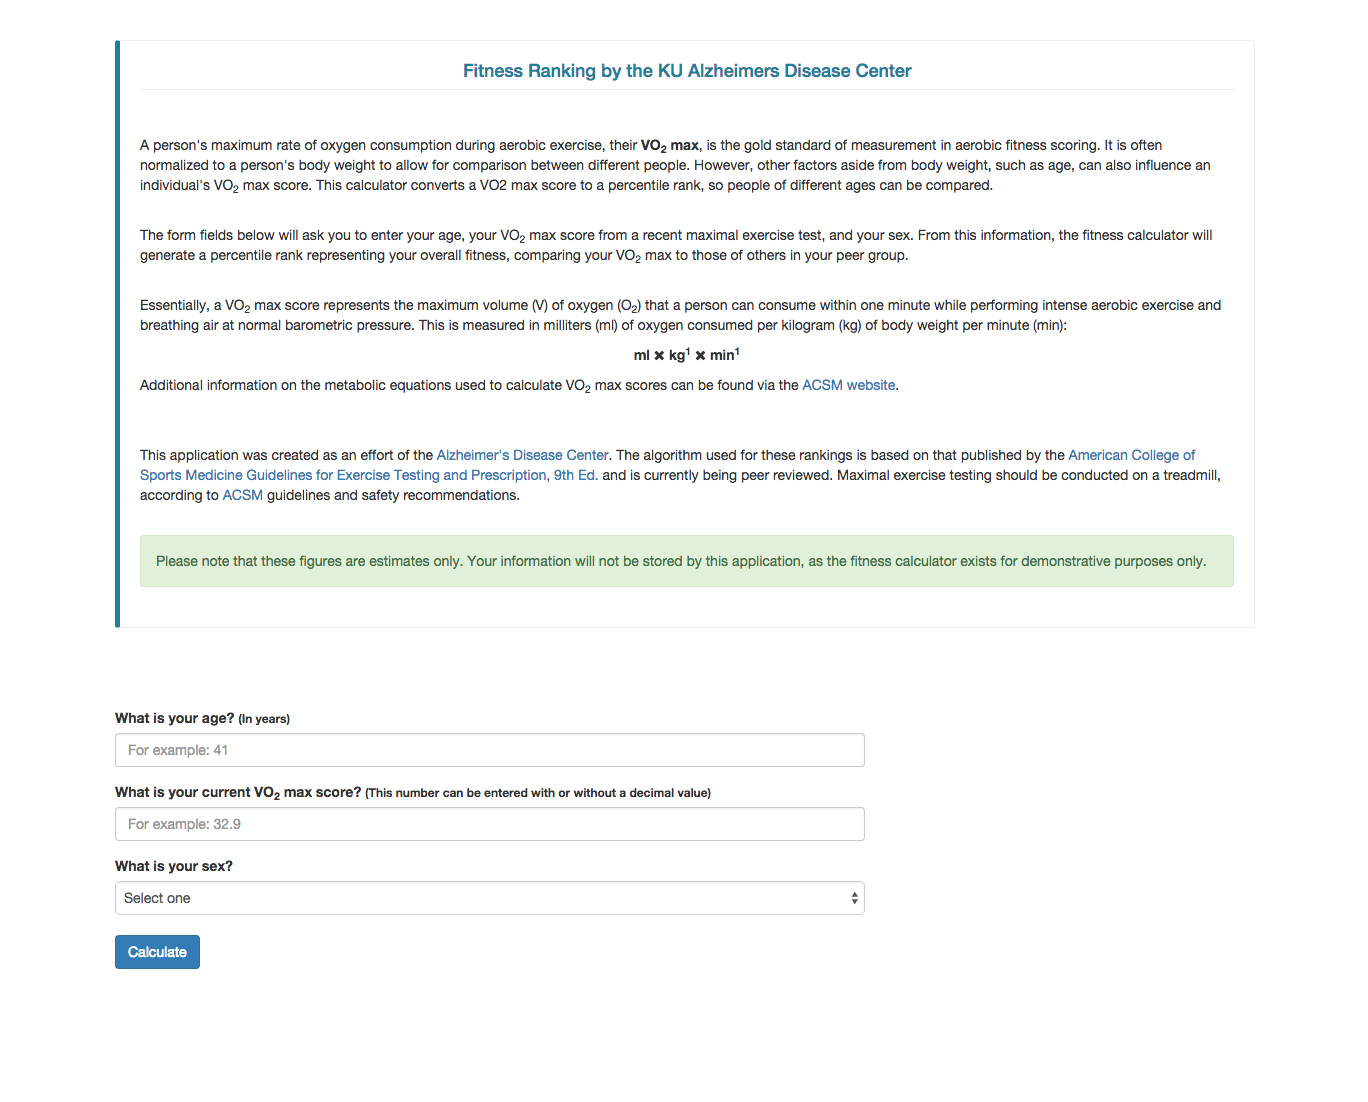 Fitness Ranking by the KU Alzheimers Disease Center
A person's maximum rate of oxygen consumption during aerobic exercise, their VO₂ max, is the gold standard of measurement in aerobic fitness scoring. It is often
normalized to a person's body weight to allow for comparison between different people. However, other factors aside from body weight, such as age, can also influence an
individual's VO₂ max score. This calculator converts a VO2 max score to a percentile rank, so people of different ages can be compared.
The form fields below will ask you to enter your age, your VO₂ max score from a recent maximal exercise test, and your sex. From this information, the fitness calculator will
generate a percentile rank representing your overall fitness, comparing your VO₂ max to those of others in your peer group.
Essentially, a VO₂ max score represents the maximum volume (V) of oxygen (O₂) that a person can consume within one minute while performing intense aerobic exercise and
breathing air at normal barometric pressure. This is measured in milliters (ml) of oxygen consumed per kilogram (kg) of body weight per minute (min):
ml ✖ kg¹ ✖ min¹
Additional information on the metabolic equations used to calculate VO₂ max scores can be found via the ACSM website.
This application was created as an effort of the Alzheimer's Disease Center. The algorithm used for these rankings is based on that published by the American College of
Sports Medicine Guidelines for Exercise Testing and Prescription, 9th Ed. and is currently being peer reviewed. Maximal exercise testing should be conducted on a treadmill,
according to ACSM guidelines and safety recommendations.
Please note that these figures are estimates only. Your information will not be stored by this application, as the fitness calculator exists for demonstrative purposes only.
What is your age? (In years)
For example: 41
What is your current VO₂ max score? (This number can be entered with or without a decimal value)
For example: 32.9
What is your sex?
Select one
Calculate